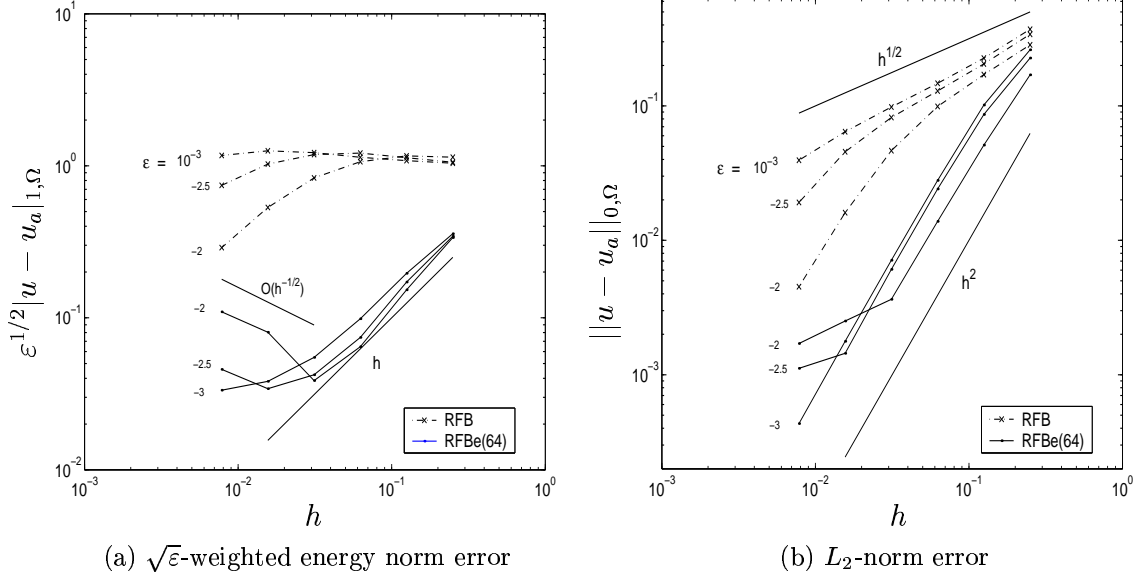 10^1
10^0
10^{-1}
10^{-2}
10^{-3}
10^{-2}
10^{-1}
10^0
ε^{1/2}|u − u_a|_{1,Ω}
h
ε = 10^{-3}
-2.5
-2
O(h^{-1/2})
-2
-2.5
-3
h
RFB
RFBe(64)
(a) √ε-weighted energy norm error
10^{-1}
10^{-2}
10^{-3}
10^{-3}
10^{-2}
10^{-1}
10^0
||u − u_a||_{0,Ω}
h
h^{1/2}
ε = 10^{-3}
-2.5
-2
h^2
-2
-2.5
-3
RFB
RFBe(64)
(b) L_2-norm error